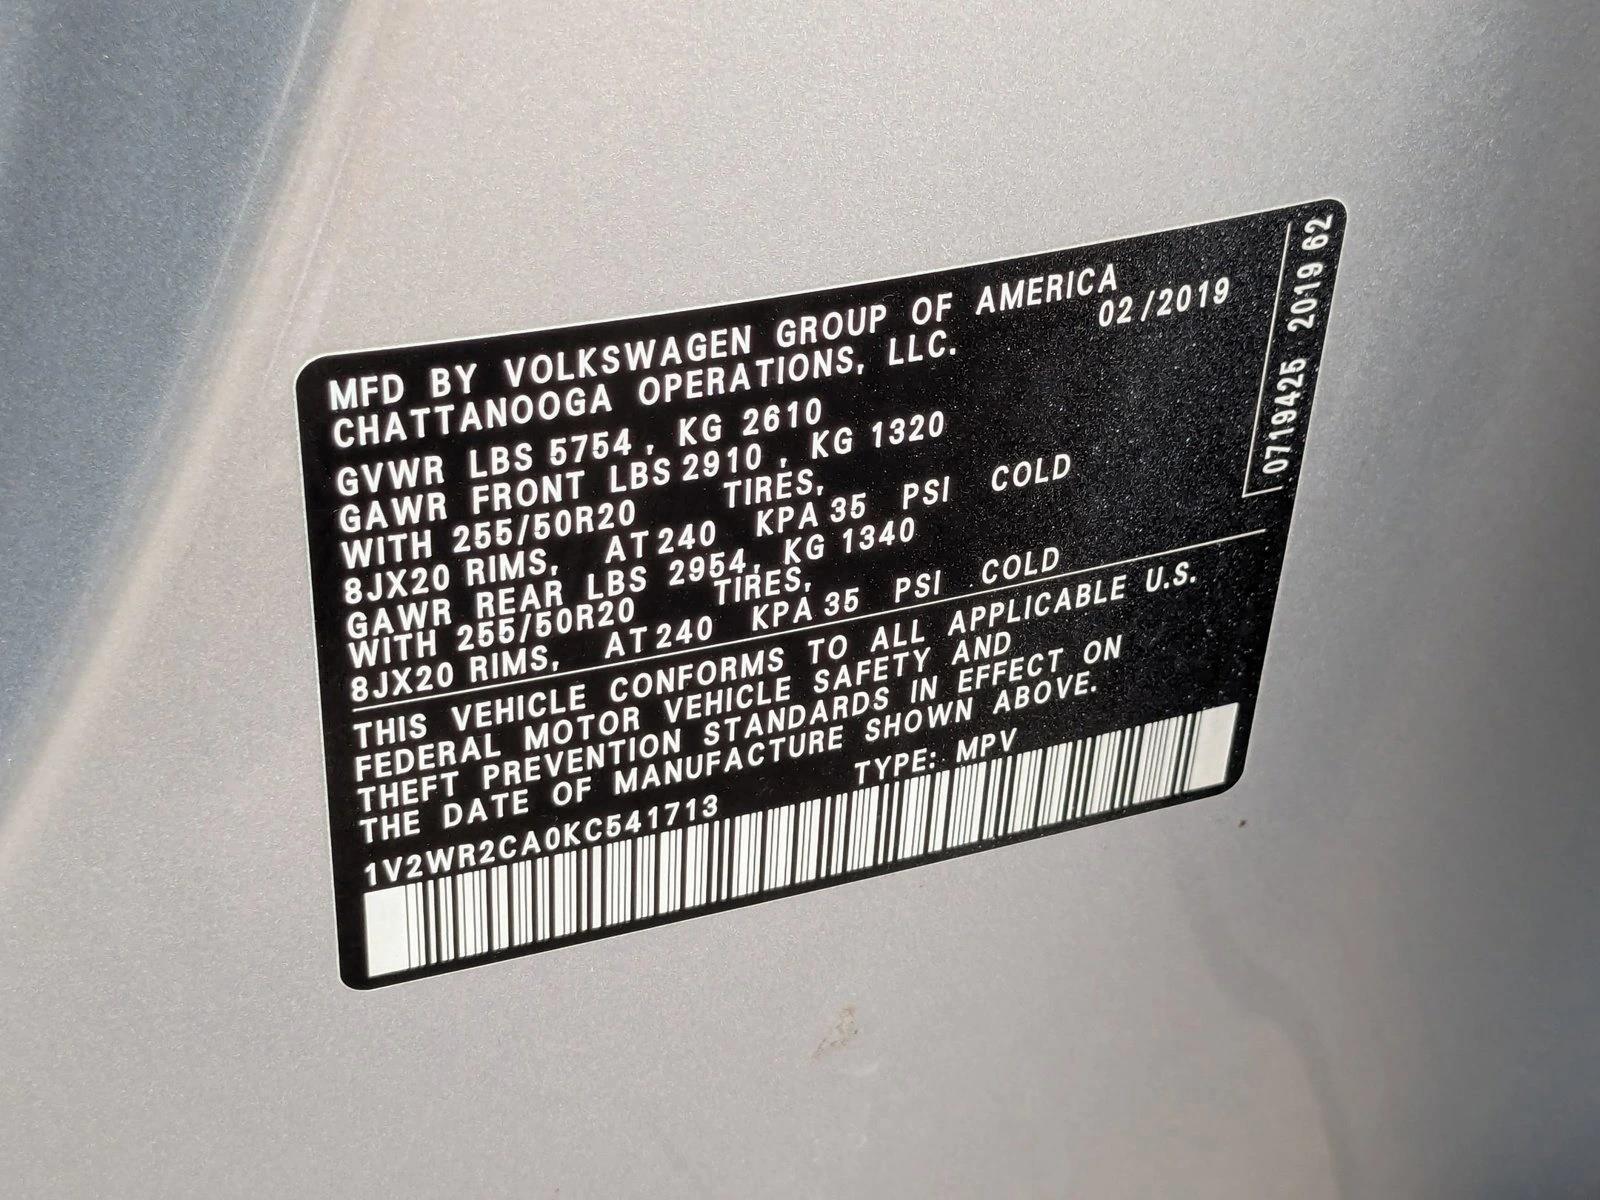 MFD BY VOLKSWAGEN GROUP OF AMERICA
CHATTANOOGA OPERATIONS, LLC. 02/2019
GVWR LBS 5754, KG 2610
GAWR FRONT LBS 2910, KG 1320
WITH 255/50R20 TIRES,
8JX20 RIMS, AT 240 KPA 35 PSI COLD
GAWR REAR LBS 2954, KG 1340
WITH 255/50R20 TIRES,
8JX20 RIMS, AT 240 KPA 35 PSI COLD
THIS VEHICLE CONFORMS TO ALL APPLICABLE U.S.
FEDERAL MOTOR VEHICLE SAFETY AND
THEFT PREVENTION STANDARDS IN EFFECT ON
THE DATE OF MANUFACTURE SHOWN ABOVE.
1V2WR2CA0KC541713 TYPE: MPV
0719425 2019 62